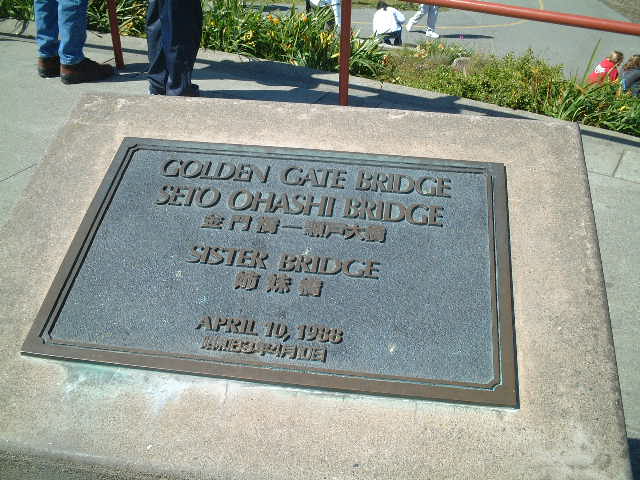 GOLDEN GATE BRIDGE
SETO OHASHI BRIDGE
金門橋—瀬戸大橋
SISTER BRIDGE
姉妹橋
APRIL 10, 1988
昭和63年4月10日